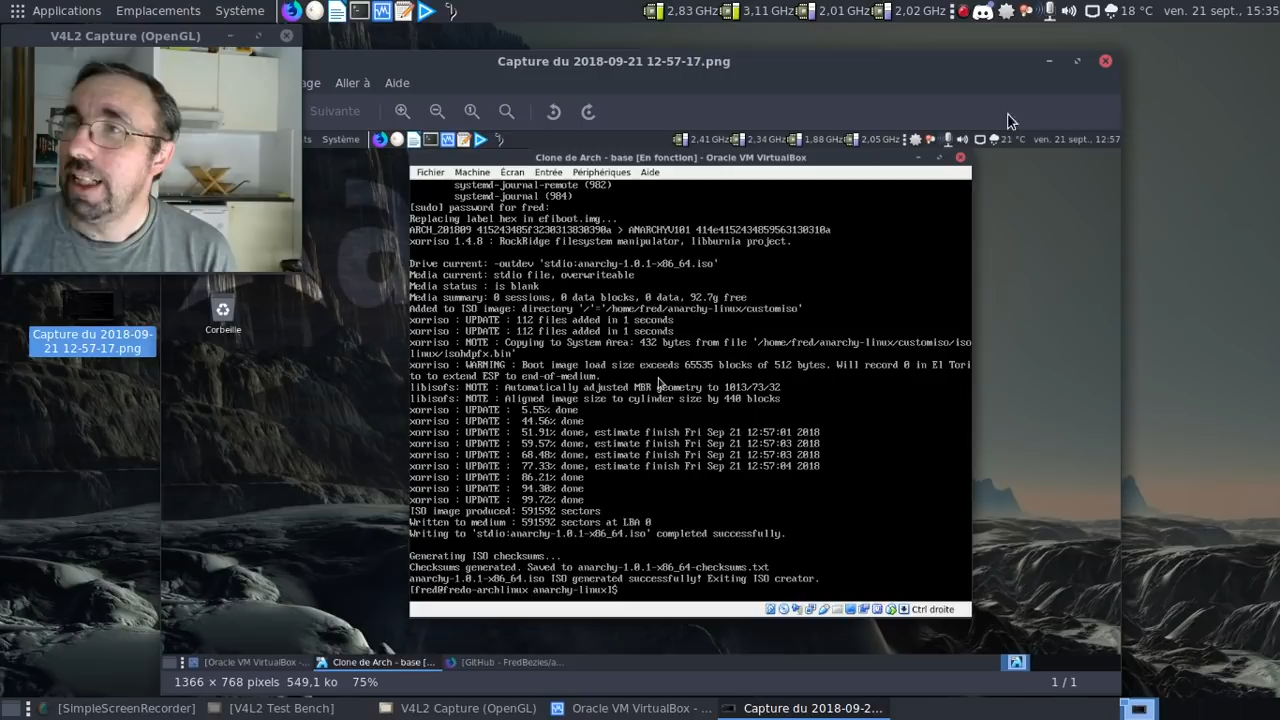 Applications Emplacements Système
2,83 GHz 3,11 GHz 2,01 GHz 2,02 GHz 18 °C ven. 21 sept., 15:35
V4L2 Capture (OpenGL)
Capture du 2018-09-21 12-57-17.png
age Aller à Aide
Suivante
ts Système 2,41 GHz 2,34 GHz 1,88 GHz 2,05 GHz 21 °C ven. 21 sept., 12:57
Clone de Arch - base [En fonction] - Oracle VM VirtualBox
Fichier Machine Écran Entrée Périphériques Aide
systemd-journal-remote (982)
systemd-journal (984)
[sudo] password for fred:
Replacing label hex in efiboot.img...
ARCH_201809 415243485f3230313830390a > ANARCHYV101 414e4152434859563130310a
xorriso 1.4.8 : RockRidge filesystem manipulator, libburnia project.
Drive current: -outdev 'stdio:anarchy-1.0.1-x86_64.iso'
Media current: stdio file, overwriteable
Media status : is blank
Media summary: 0 sessions, 0 data blocks, 0 data, 92.7g free
Added to ISO image: directory '/'='/home/fred/anarchy-linux/customiso'
xorriso : UPDATE : 112 files added in 1 seconds
xorriso : UPDATE : 112 files added in 1 seconds
xorriso : NOTE : Copying to System Area: 432 bytes from file '/home/fred/anarchy-linux/customiso/iso
linux/isohdpfx.bin'
xorriso : WARNING : Boot image load size exceeds 65535 blocks of 512 bytes. Will record 0 in El Tori
to to extend ESP to end-of-medium.
libisofs: NOTE : Automatically adjusted MBR geometry to 1013/73/32
libisofs: NOTE : Aligned image size to cylinder size by 440 blocks
xorriso : UPDATE : 5.55% done
xorriso : UPDATE : 44.56% done
xorriso : UPDATE : 51.91% done, estimate finish Fri Sep 21 12:57:01 2018
xorriso : UPDATE : 59.57% done, estimate finish Fri Sep 21 12:57:03 2018
xorriso : UPDATE : 68.48% done, estimate finish Fri Sep 21 12:57:03 2018
xorriso : UPDATE : 77.33% done, estimate finish Fri Sep 21 12:57:04 2018
xorriso : UPDATE : 86.21% done
xorriso : UPDATE : 94.30% done
xorriso : UPDATE : 99.72% done
ISO image produced: 591592 sectors
Written to medium : 591592 sectors at LBA 0
Writing to 'stdio:anarchy-1.0.1-x86_64.iso' completed successfully.
Generating ISO checksums...
Checksums generated. Saved to anarchy-1.0.1-x86_64-checksums.txt
anarchy-1.0.1-x86_64.iso ISO generated successfully! Exiting ISO creator.
[fred@fredo-archlinux anarchy-linux]$
Ctrl droite
Capture du 2018-09-
21 12-57-17.png
Corbeille
[Oracle VM VirtualBox -... Clone de Arch - base [... [GitHub - FredBezies/a...
1366 × 768 pixels 549,1 ko 75% 1 / 1
[SimpleScreenRecorder] [V4L2 Test Bench] V4L2 Capture (OpenGL) Oracle VM VirtualBox - ... Capture du 2018-09-2...